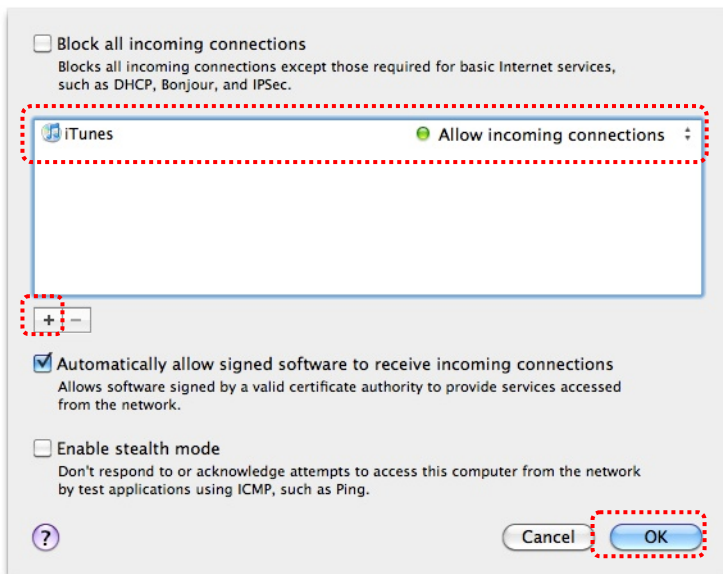 Block all incoming connections
Blocks all incoming connections except those required for basic Internet services,
such as DHCP, Bonjour, and IPSec.
iTunes Allow incoming connections
+ −
Automatically allow signed software to receive incoming connections
Allows software signed by a valid certificate authority to provide services accessed
from the network.
Enable stealth mode
Don't respond to or acknowledge attempts to access this computer from the network
by test applications using ICMP, such as Ping.
? Cancel OK